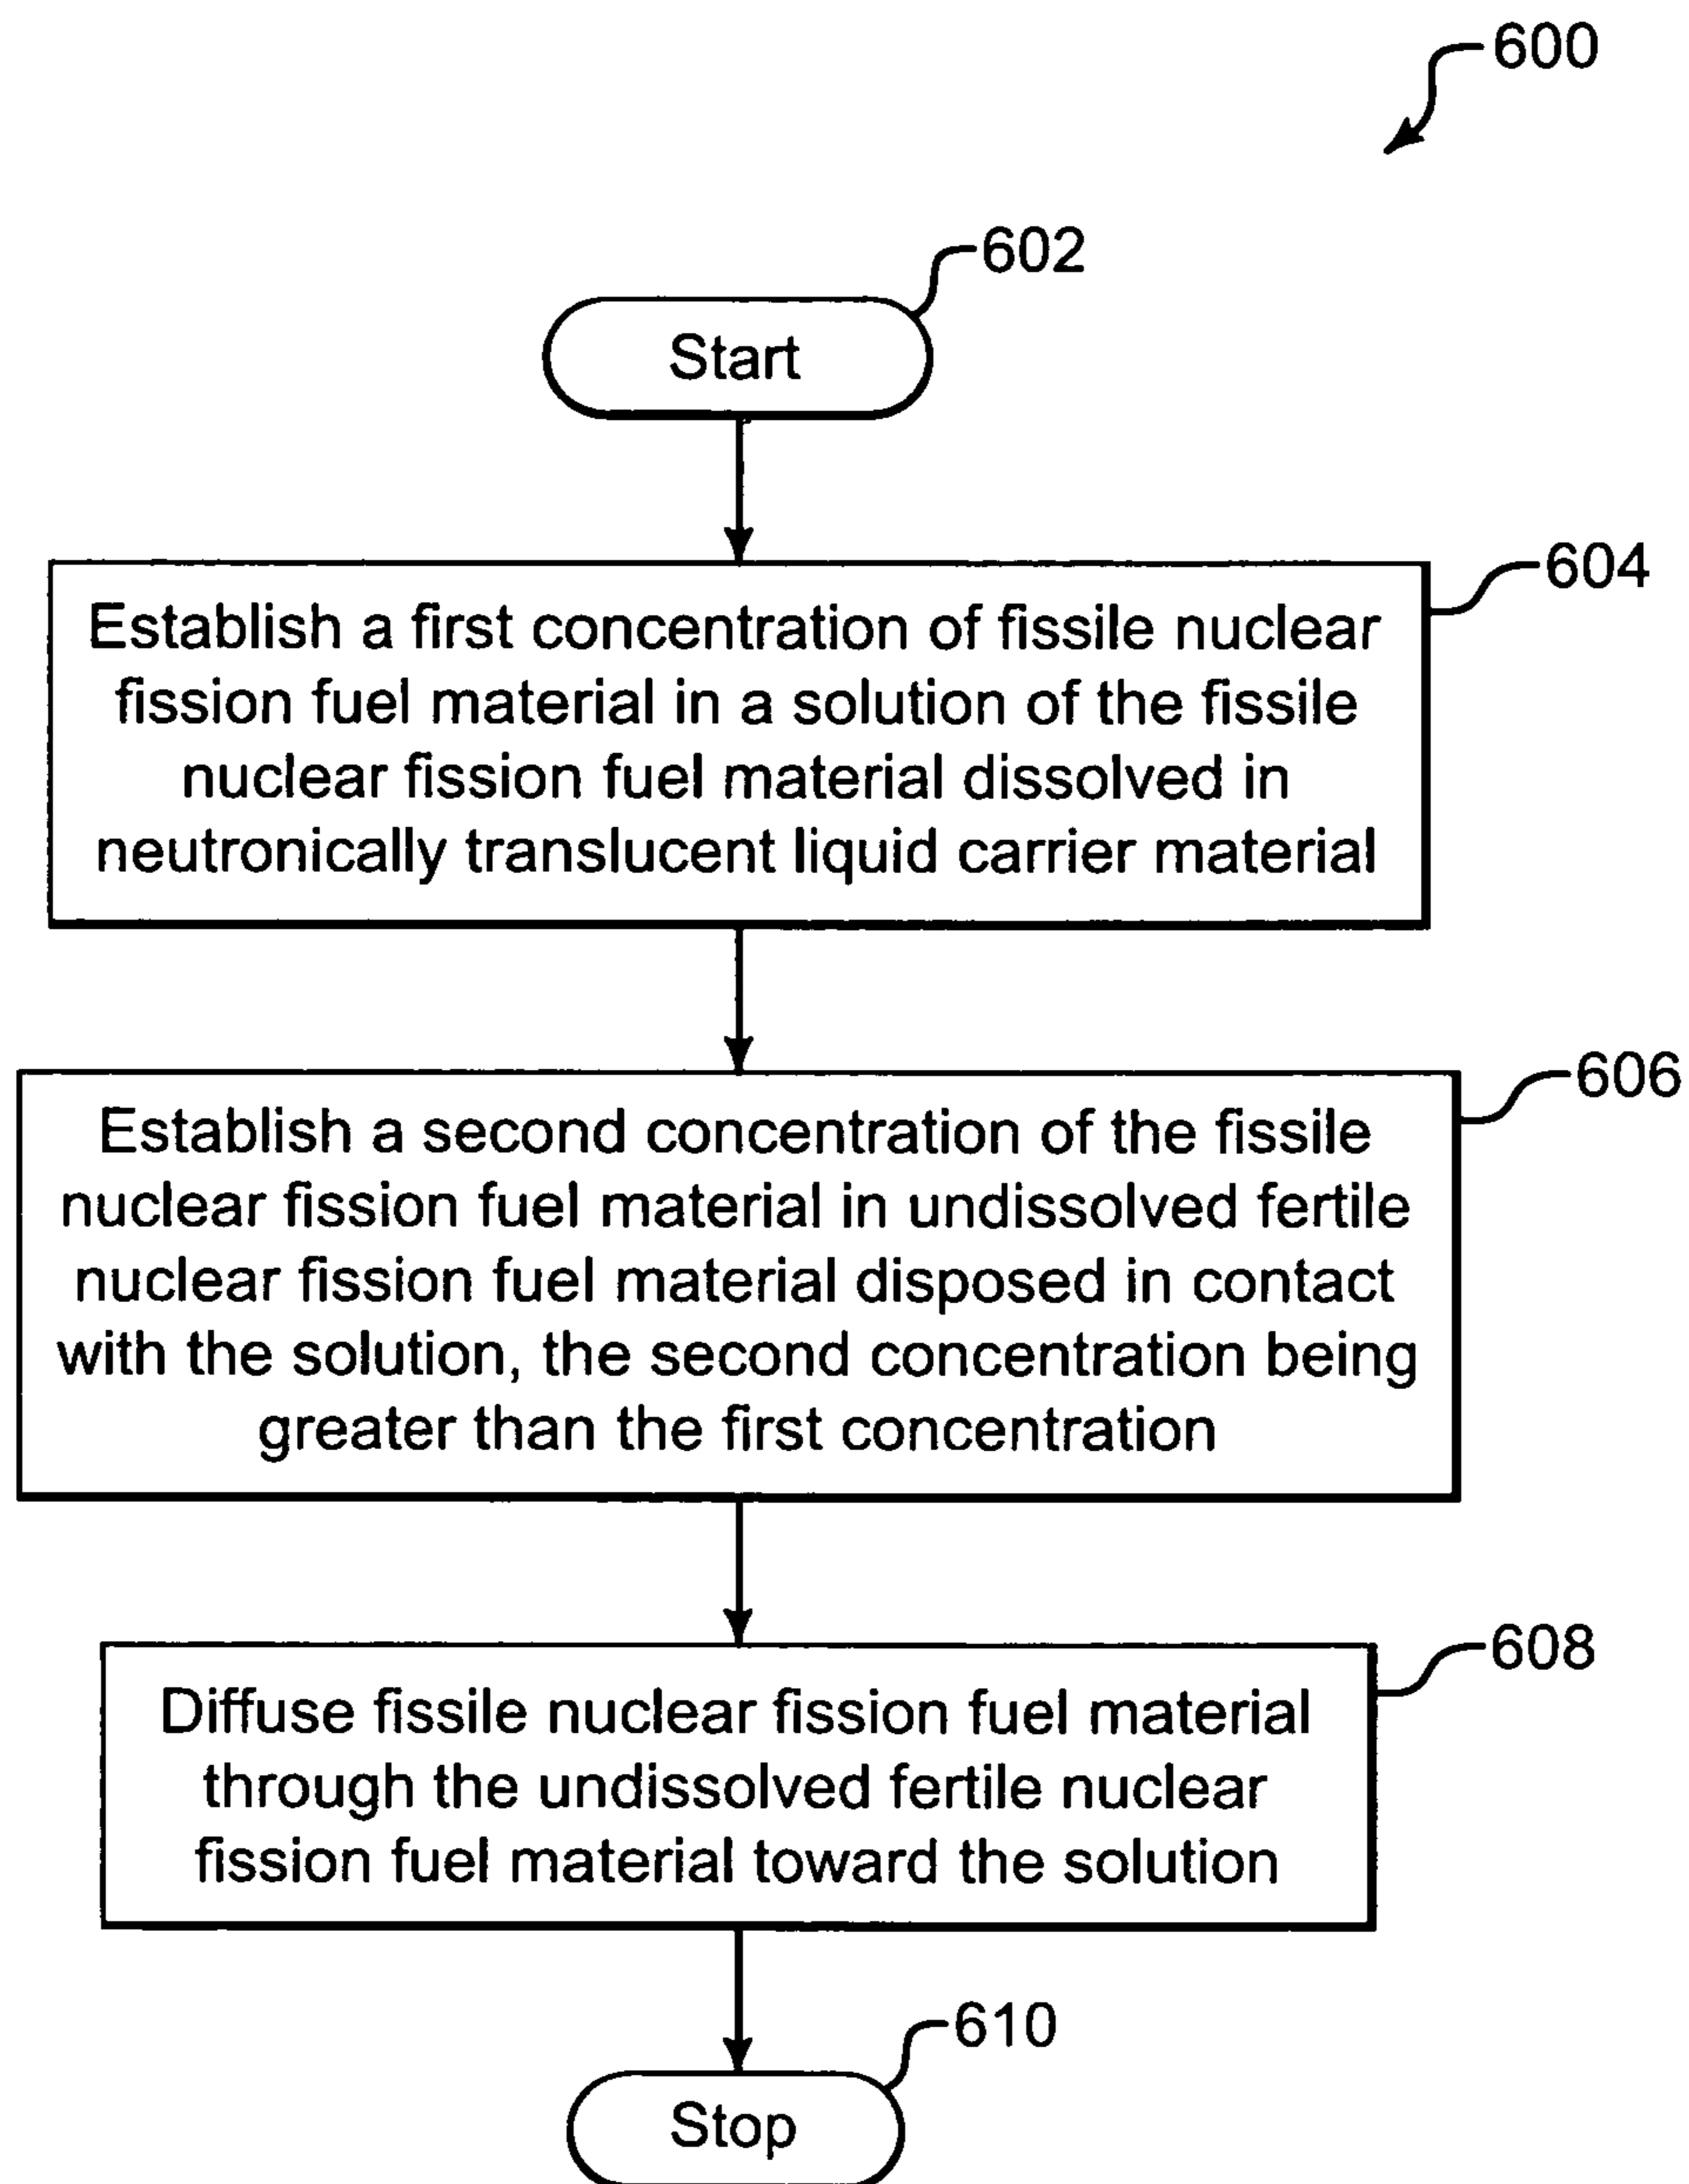 600
602
Start
604
Establish a first concentration of fissile nuclear
fission fuel material in a solution of the fissile
nuclear fission fuel material dissolved in
neutronically translucent liquid carrier material
606
Establish a second concentration of the fissile
nuclear fission fuel material in undissolved fertile
nuclear fission fuel material disposed in contact
with the solution, the second concentration being
greater than the first concentration
608
Diffuse fissile nuclear fission fuel material
through the undissolved fertile nuclear
fission fuel material toward the solution
610
Stop